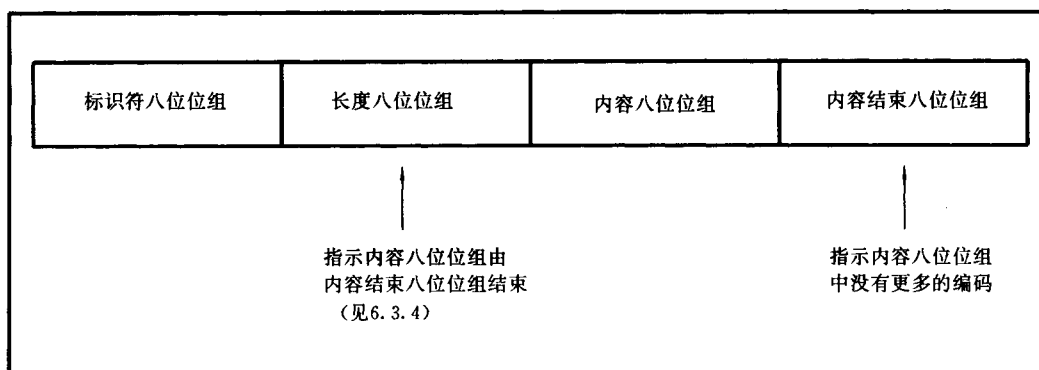 标识符八位位组
长度八位位组
内容八位位组
内容结束八位位组
指示内容八位位组由
内容结束八位位组结束
（见6.3.4）
指示内容八位位组
中没有更多的编码